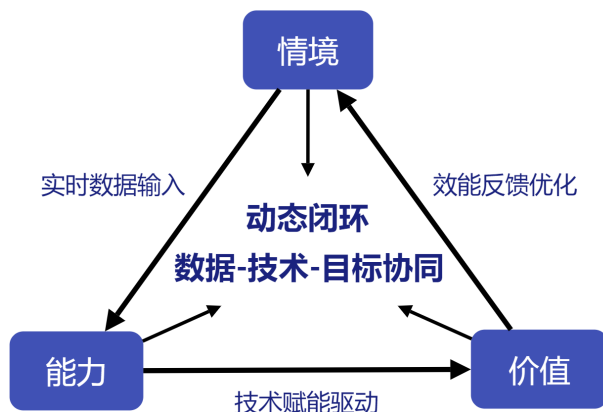 情境
实时数据输入
效能反馈优化
动态闭环
数据-技术-目标协同
能力
价值
技术赋能驱动